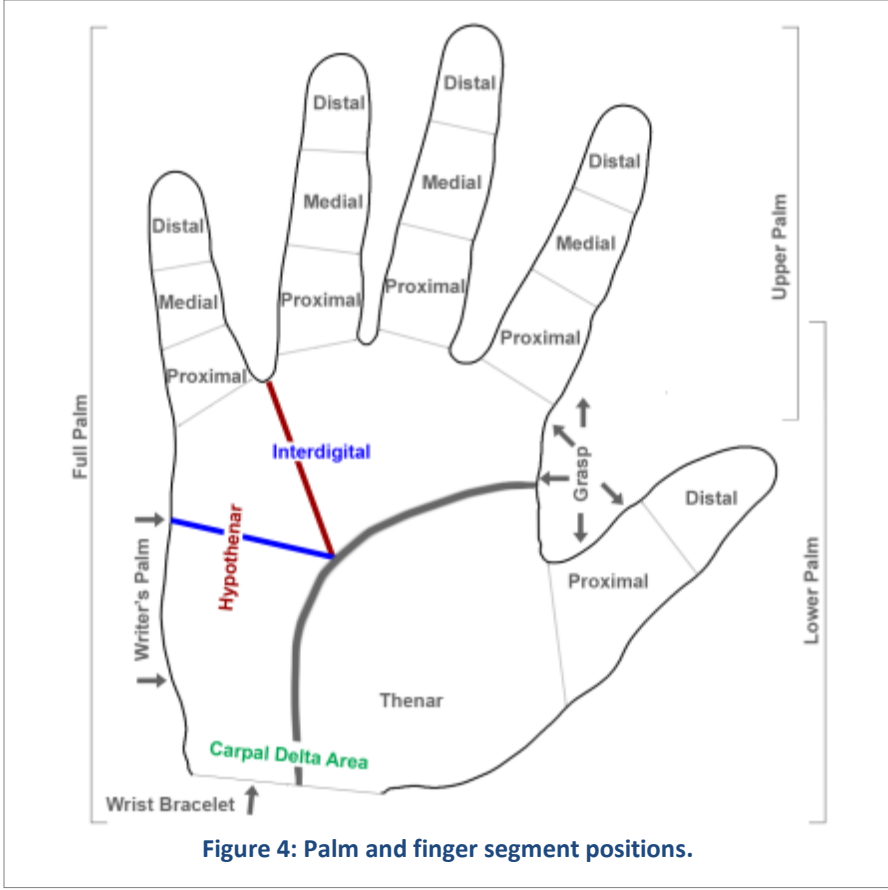 Distal
Distal
Distal
Distal
Medial
Medial
Distal
Medial
Upper Palm
Proximal
Proximal
Medial
Proximal
Proximal
Full Palm
Interdigital
Grasp
Distal
Hypothenar
Writer's Palm
Proximal
Lower Palm
Thenar
Carpal Delta Area
Wrist Bracelet
Figure 4: Palm and finger segment positions.